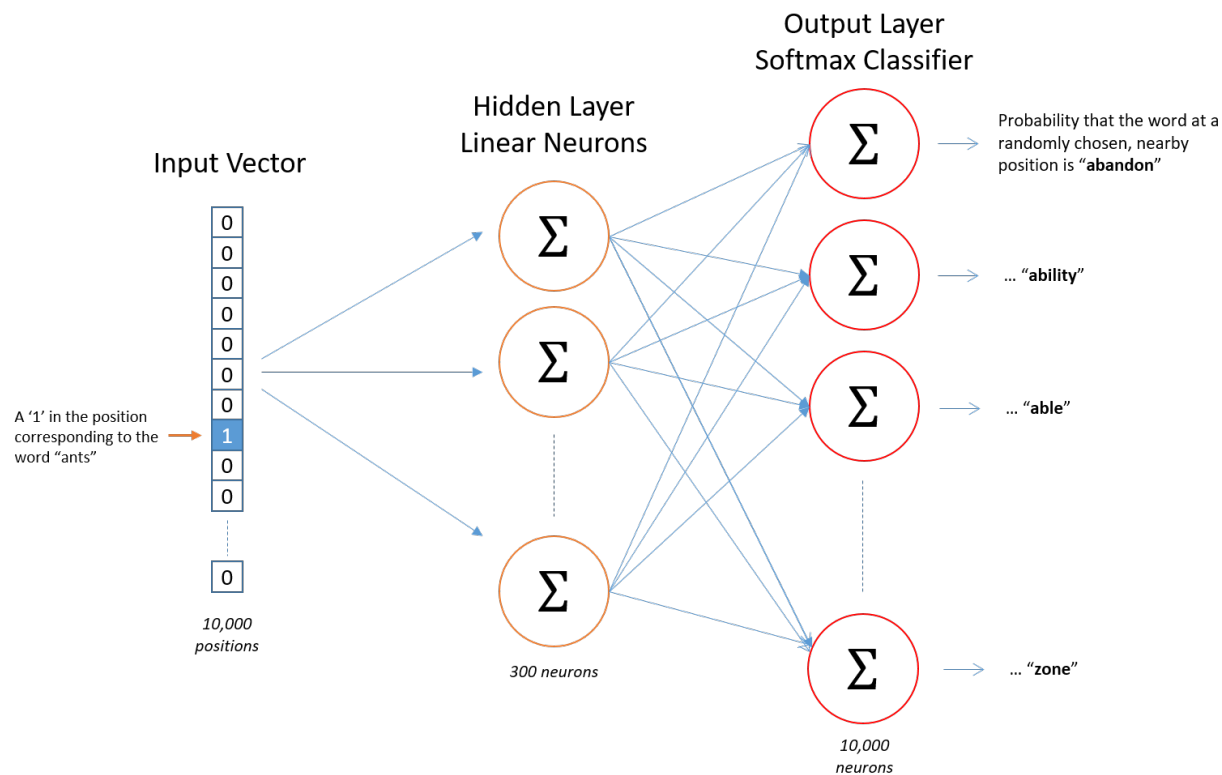 Output Layer
Softmax Classifier
Hidden Layer
Linear Neurons
Input Vector
0
0
0
0
0
0
0
1
0
0
0
A ‘1’ in the position
corresponding to the
word “ants”
10,000
positions
Σ
Σ
Σ
300 neurons
Σ
Σ
Σ
Σ
10,000
neurons
Probability that the word at a
randomly chosen, nearby
position is “abandon”
... “ability”
... “able”
... “zone”